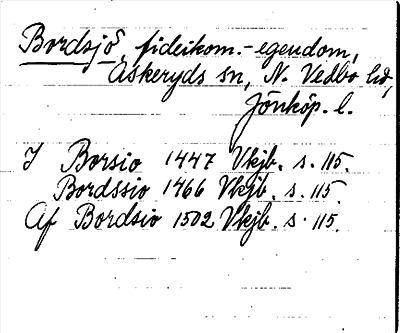 Bordsjö, fideikom.-egendom,
Askeryds sn, N. Vedbo hd,
Jönköp. l.
I Borsio 1447 Vkjb. s. 115.
Bordssio 1466 Vkjb. s. 115.
Af Bordsio 1502 Vkjb. s. 115.